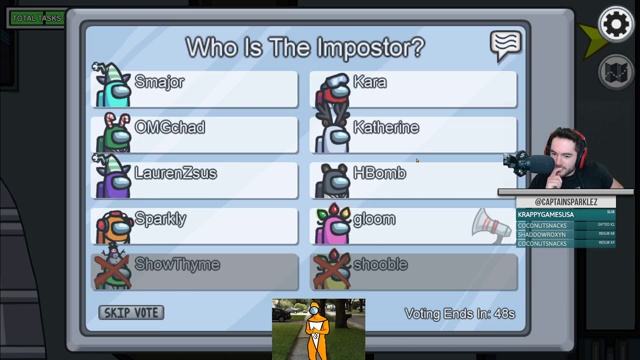 TOTAL TASKS
Who Is The Impostor?
Smajor
Kara
OMGchad
Katherine
LaurenZsus
HBomb
Sparkly
gloom
ShowThyme
shooble
SKIP VOTE
Voting Ends In: 48s
@CAPTAINSPARKLEZ
KRAPPYGAMESUSA
COCONUTSNACKS
SHADDOWROXYN
COCONUTSNACKS